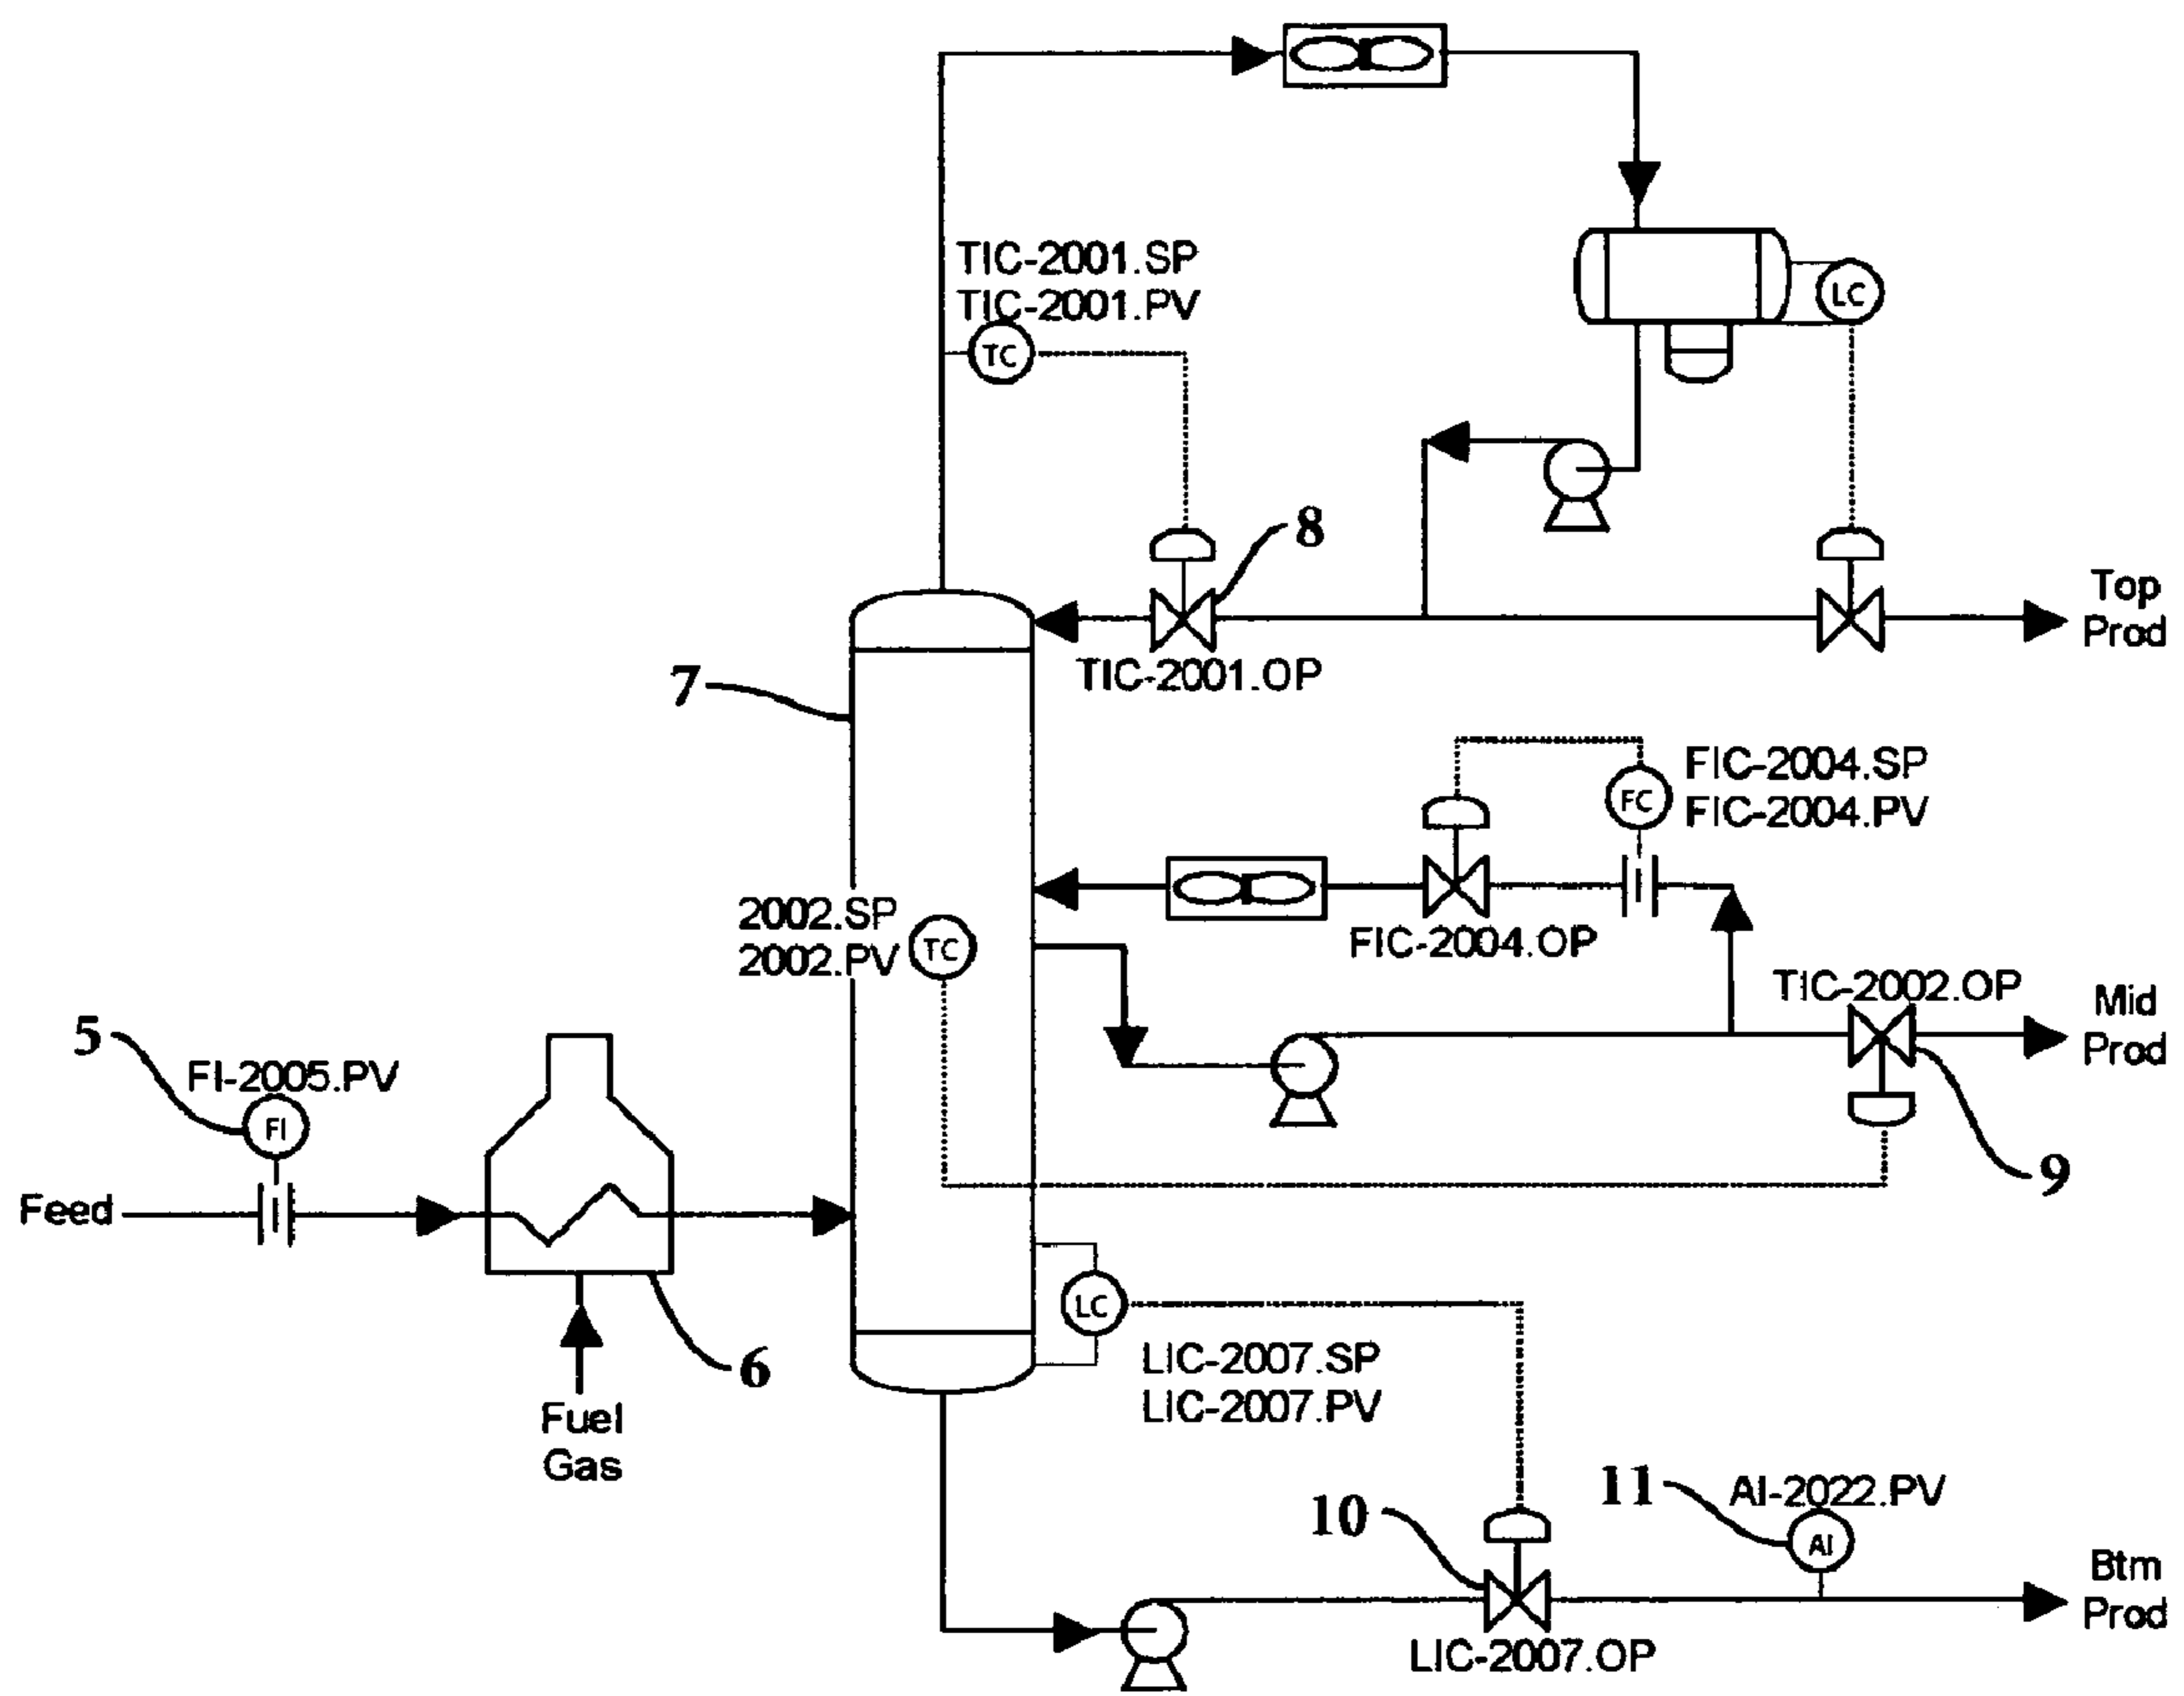 TIC-2001.SP
TIC-2001.PV
TC
LC
8
Top
Prod
TIC-2001.OP
7
FIC-2004.SP
FIC-2004.PV
FC
2002.SP
2002.PV
TC
FIC-2004.OP
TIC-2002.OP
Mid
Prod
5
FI-2005.PV
FI
9
Feed
6
LC
LIC-2007.SP
LIC-2007.PV
Fuel
Gas
10
11
AI-2022.PV
AI
Btm
Prod
LIC-2007.OP